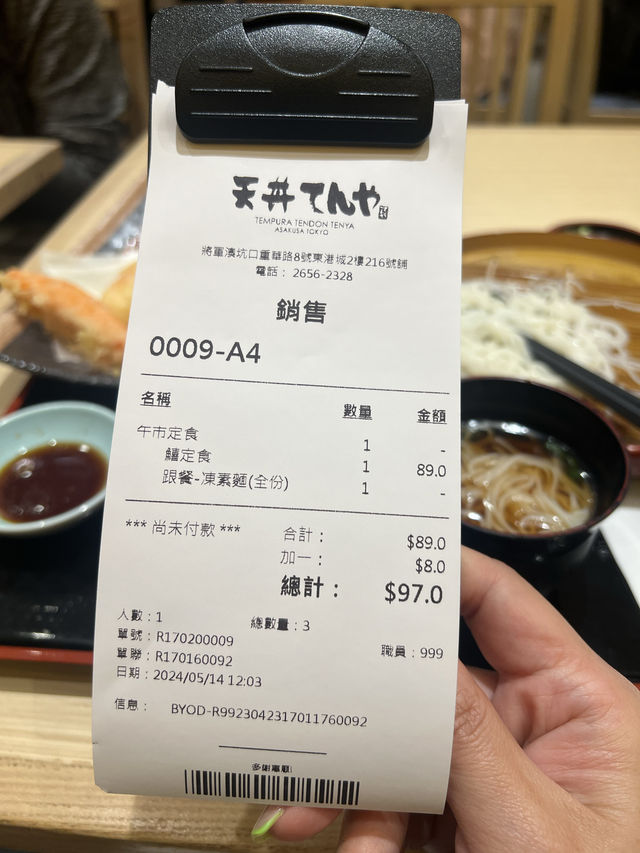 天丼てんや
TEMPURA TENDON TENYA
ASAKUSA TOKYO
將軍澳坑口重華路8號東港城2樓216號舖
電話： 2656-2328
銷售
0009-A4
名稱 數量 金額
午市定食 1 -
鱚定食 1 89.0
跟餐-凍素麵(全份) 1 -
*** 尚未付款 *** 合計： $89.0
加一： $8.0
總計： $97.0
人數：1 總數量：3
單號：R170200009 職員：999
單聯：R170160092
日期：2024/05/14 12:03
信息： BYOD-R9923042317011760092